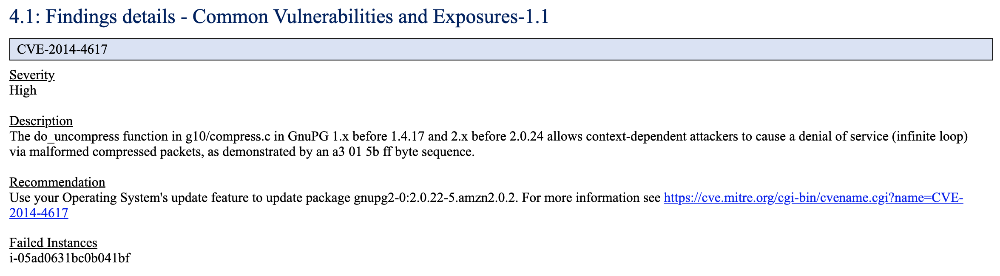 4.1: Findings details - Common Vulnerabilities and Exposures-1.1
CVE-2014-4617
Severity
High
Description
The do_uncompress function in g10/compress.c in GnuPG 1.x before 1.4.17 and 2.x before 2.0.24 allows context-dependent attackers to cause a denial of service (infinite loop)
via malformed compressed packets, as demonstrated by an a3 01 5b ff byte sequence.
Recommendation
Use your Operating System's update feature to update package gnupg2-0:2.0.22-5.amzn2.0.2. For more information see https://cve.mitre.org/cgi-bin/cvename.cgi?name=CVE-
2014-4617
Failed Instances
i-05ad0631bc0b041bf